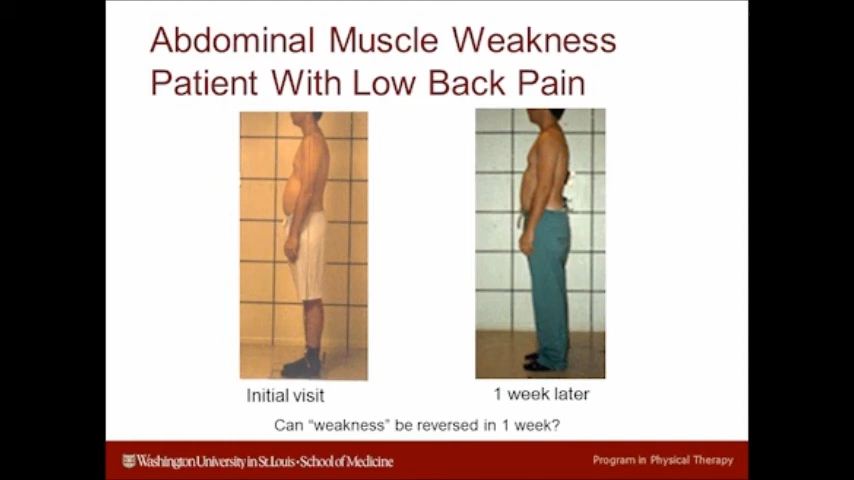 Abdominal Muscle Weakness
Patient With Low Back Pain
Initial visit
1 week later
Can “weakness” be reversed in 1 week?
Washington University in St. Louis • School of Medicine
Program in Physical Therapy